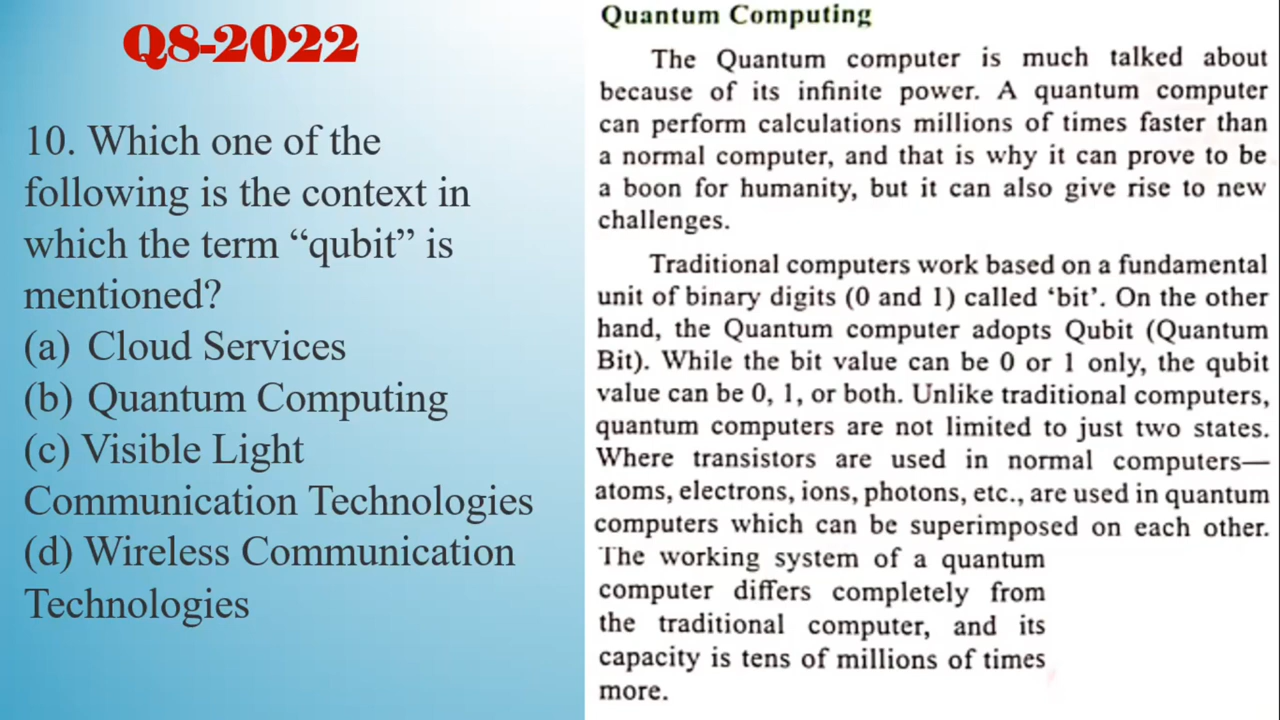 Q8-2022
10. Which one of the
following is the context in
which the term “qubit” is
mentioned?
(a) Cloud Services
(b) Quantum Computing
(c) Visible Light
Communication Technologies
(d) Wireless Communication
Technologies
Quantum Computing
The Quantum computer is much talked about
because of its infinite power. A quantum computer
can perform calculations millions of times faster than
a normal computer, and that is why it can prove to be
a boon for humanity, but it can also give rise to new
challenges.
Traditional computers work based on a fundamental
unit of binary digits (0 and 1) called ‘bit’. On the other
hand, the Quantum computer adopts Qubit (Quantum
Bit). While the bit value can be 0 or 1 only, the qubit
value can be 0, 1, or both. Unlike traditional computers,
quantum computers are not limited to just two states.
Where transistors are used in normal computers—
atoms, electrons, ions, photons, etc., are used in quantum
computers which can be superimposed on each other.
The working system of a quantum
computer differs completely from
the traditional computer, and its
capacity is tens of millions of times
more.